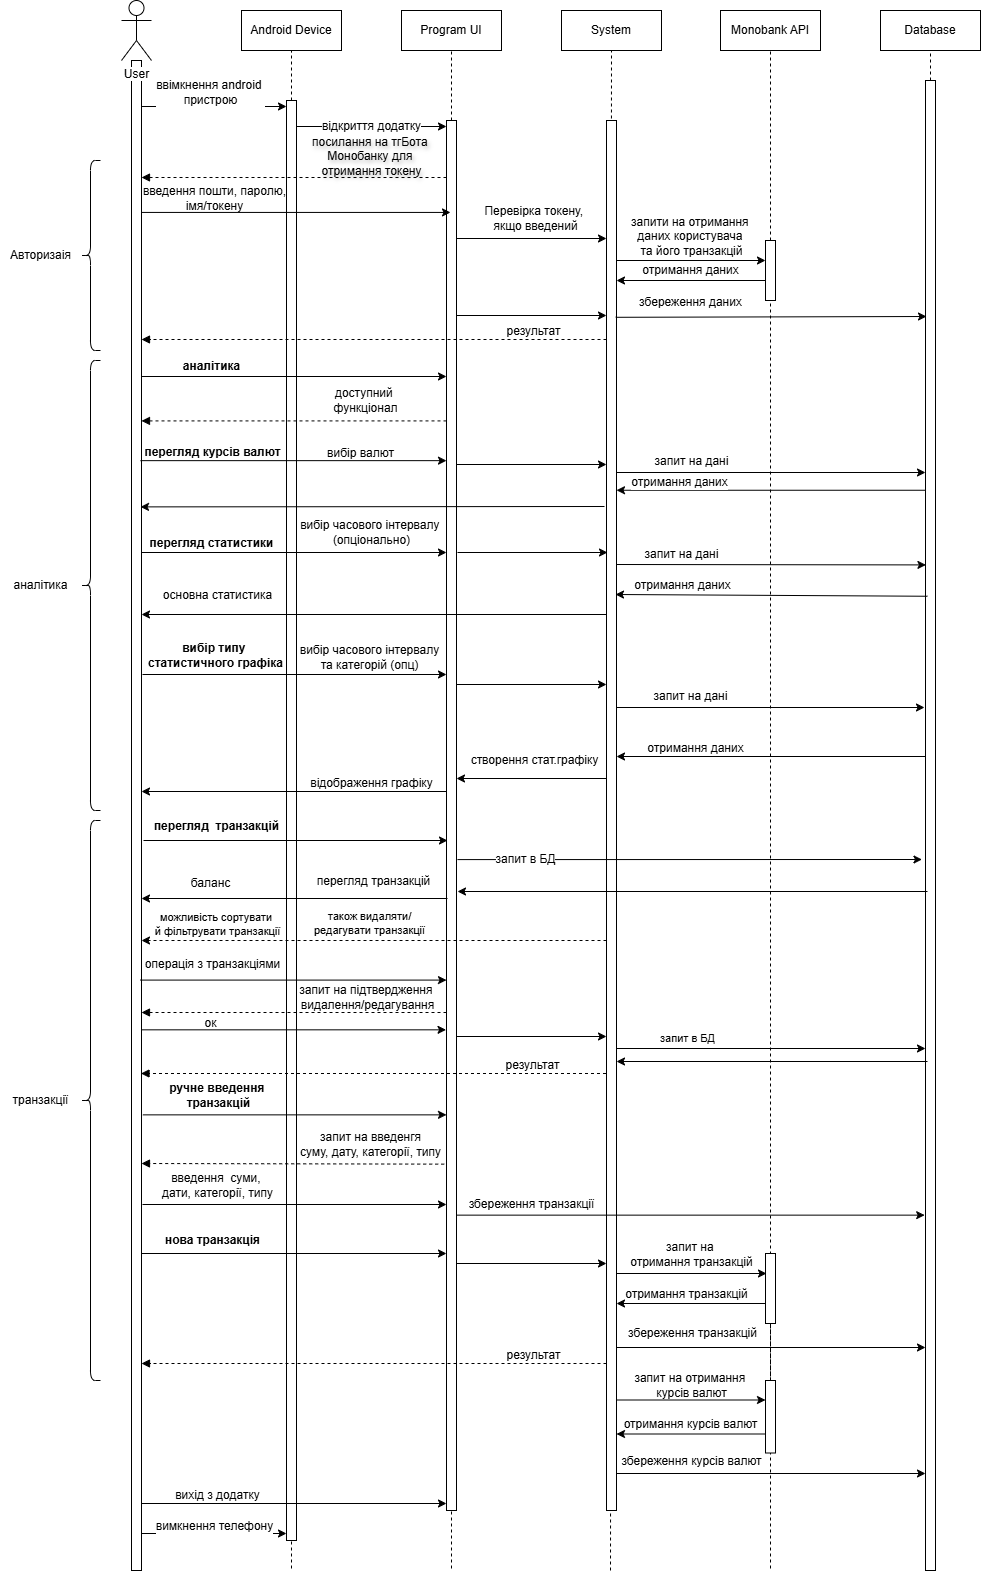 Android Device
Program UI
System
Monobank API
Database
User
ввімкнення android
пристрою
відкриття додатку
посилання на тгБота
Монобанку для
отримання токену
введення пошти, паролю,
імя/токену
Перевірка токену,
якщо введений
запити на отримання
даних користувача
та його транзакцій
Авторизаія
отримання даних
збереження даних
результат
аналітика
доступний
функціонал
перегляд курсів валют
вибір валют
запит на дані
отримання даних
вибір часового інтервалу
(опціонально)
перегляд статистики
запит на дані
аналітика
отримання даних
основна статистика
вибір типу
статистичного графіка
вибір часового інтервалу
та категорій (опц)
запит на дані
отримання даних
створення стат.графіку
відображення графіку
перегляд  транзакцій
запит в БД
баланс
перегляд транзакцій
можливість сортувати
й фільтрувати транзакції
також видаляти/
редагувати транзакції
операція з транзакціями
запит на підтвердження
видалення/редагування
ок
запит в БД
результат
ручне введення
транзакцій
транзакції
запит на введенгя
суму, дату, категорії, типу
введення  суми,
дати, категорії, типу
збереження транзакції
нова транзакція
запит на
отримання транзакцій
отримання транзакцій
збереження транзакцій
результат
запит на отримання
курсів валют
отримання курсів валют
збереження курсів валют
вихід з додатку
вимкнення телефону